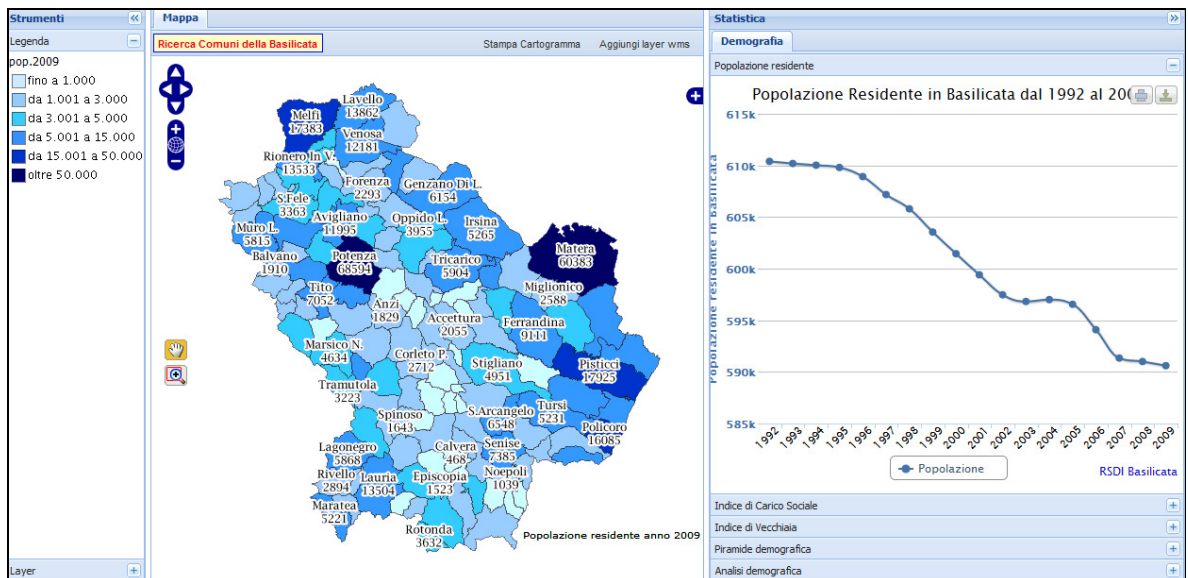 Strumenti
Legenda
pop.2009
fino a 1.000
da 1.001 a 3.000
da 3.001 a 5.000
da 5.001 a 15.000
da 15.001 a 50.000
oltre 50.000
Layer
Mappa
Ricerca Comuni della Basilicata
Stampa Cartogramma
Aggiungi layer wms
Lavello
13862
Melfi
17383
Venosa
12181
Rionero In V.
13533
Forenza
2293
Genzano Di L.
6154
S.Fele
3363
Avigliano
11995
Oppido L.
3955
Irsina
5265
Muro L.
5815
Balvano
1910
Potenza
68594
Tricarico
5904
Matera
60383
Tito
7052
Miglionico
2588
Anzi
1829
Accettura
2055
Ferrandina
9111
Marsico N.
4634
Corleto P.
2712
Stigliano
4951
Pisticci
17925
Tramutola
3223
Spinoso
1643
S.Arcangelo
6548
Tursi
5231
Policoro
16085
Lagonegro
5868
Calvera
468
Senise
7385
Rivello
2894
Lauria
13504
Episcopia
1523
Noepoli
1039
Maratea
5221
Rotonda
3632
Popolazione residente anno 2009
Statistica
Demografia
Popolazione residente
Popolazione Residente in Basilicata dal 1992 al
615k
610k
605k
600k
595k
590k
585k
Popolazione residente in Basilicata
1992
1993
1994
1995
1996
1997
1998
1999
2000
2001
2002
2003
2004
2005
2006
2007
2008
2009
Popolazione
RSDI Basilicata
Indice di Carico Sociale
Indice di Vecchiaia
Piramide demografica
Analisi demografica